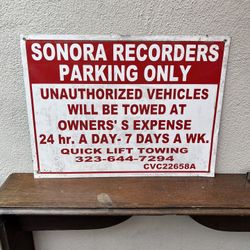 SONORA RECORDERS
PARKING ONLY
UNAUTHORIZED VEHICLES
WILL BE TOWED AT
OWNERS' S EXPENSE
24 hr. A DAY- 7 DAYS A WK.
QUICK LIFT TOWING
323-644-7294
CVC22658A